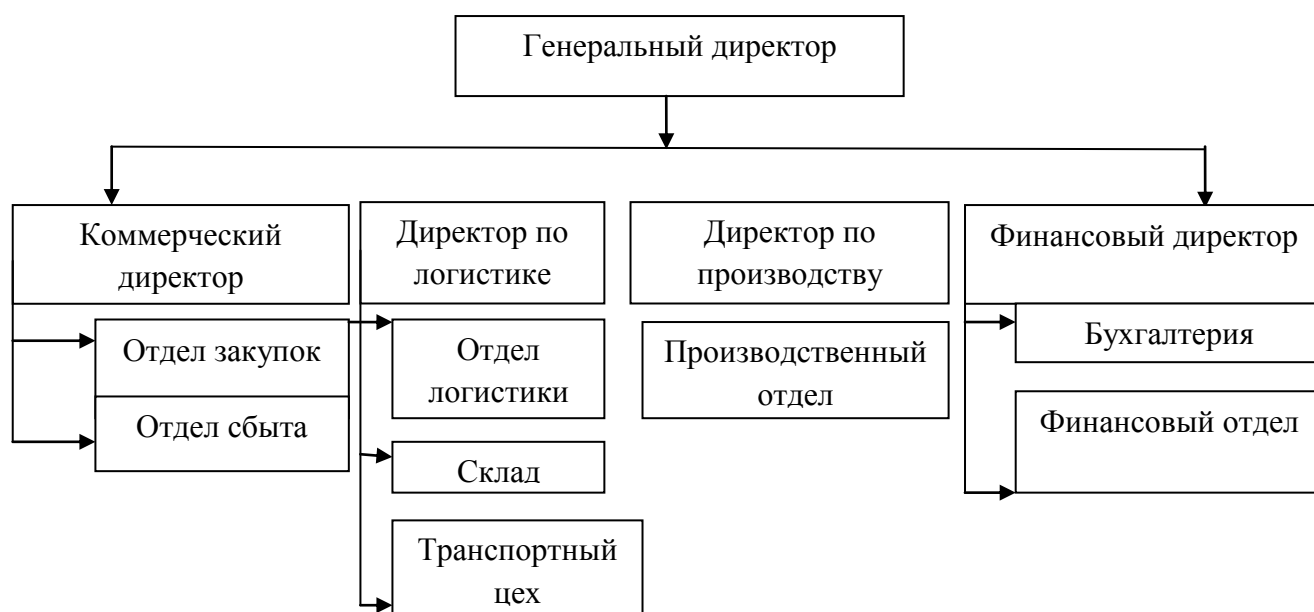 Генеральный директор
Коммерческий
директор
Директор по
логистике
Директор по
производству
Финансовый директор
Отдел закупок
Отдел сбыта
Отдел
логистики
Склад
Транспортный
цех
Производственный
отдел
Бухгалтерия
Финансовый отдел